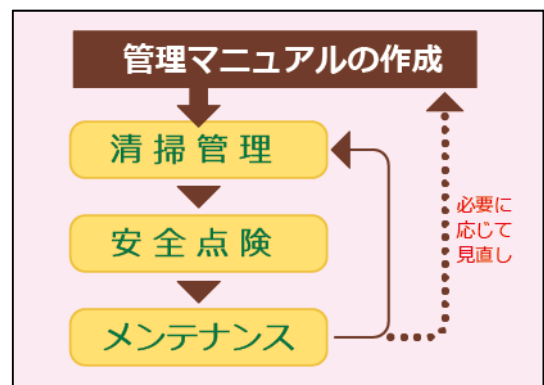 管理マニュアルの作成
清掃管理
安全点険
メンテナンス
必要に
応じて
見直し